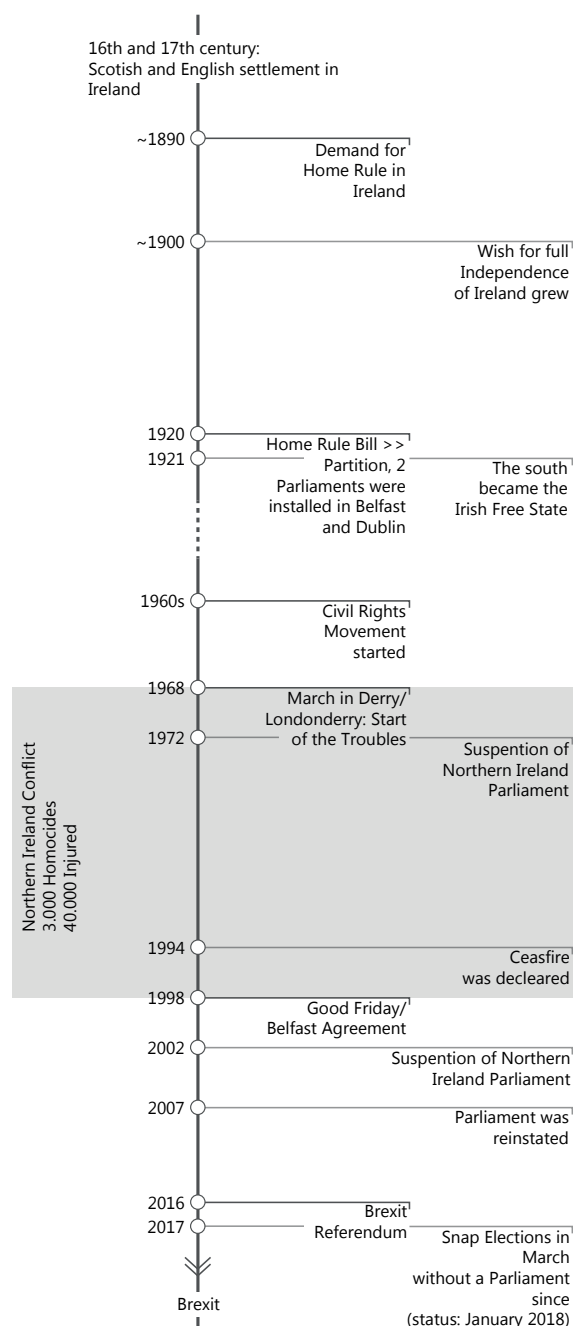 16th and 17th century:
Scotish and English settlement in
Ireland
~1890
Demand for
Home Rule in
Ireland
~1900
Wish for full
Independence
of Ireland grew
1920
Home Rule Bill >>
Partition, 2
Parliaments were
installed in Belfast
and Dublin
1921
The south
became the
Irish Free State
1960s
Civil Rights
Movement
started
Northern Ireland Conflict
3.000 Homocides
40.000 Injured
1968
March in Derry/
Londonderry: Start
of the Troubles
1972
Suspention of
Northern Ireland
Parliament
1994
Ceasfire
was decleared
1998
Good Friday/
Belfast Agreement
2002
Suspention of Northern
Ireland Parliament
2007
Parliament was
reinstated
2016
Brexit
Referendum
2017
Snap Elections in
March
without a Parliament
since
(status: January 2018)
Brexit